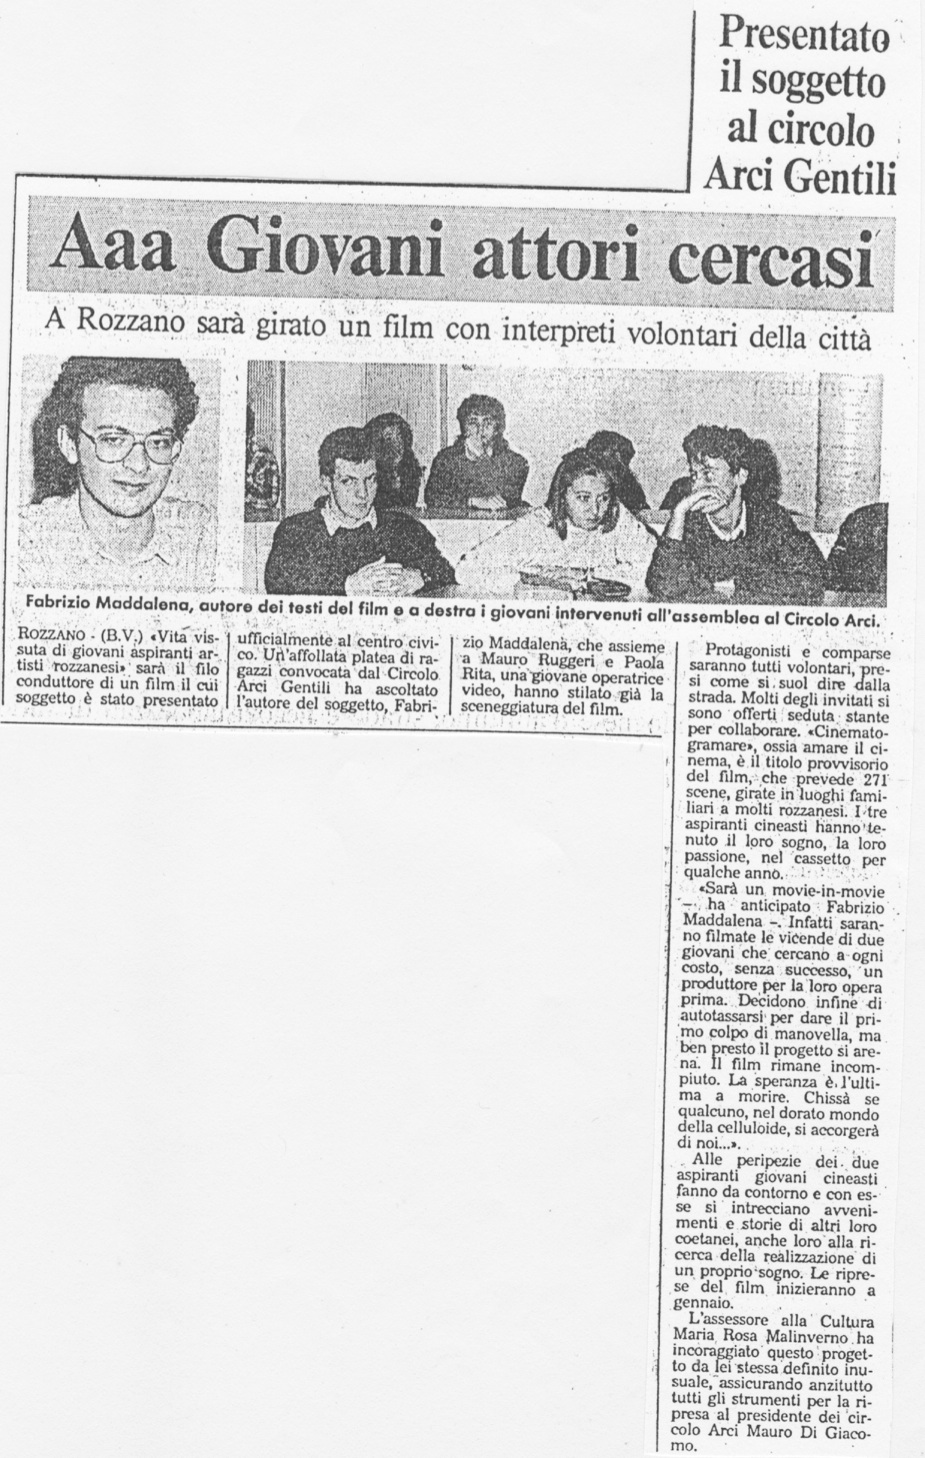 Presentato
il soggetto
al circolo
Arci Gentili
Aaa Giovani attori cercasi
A Rozzano sarà girato un film con interpreti volontari della città
Fabrizio Maddalena, autore dei testi del film e a destra i giovani intervenuti all'assemblea al Circolo Arci.
ROZZANO - (B.V.) «Vita vis-
suta di giovani aspiranti ar-
tisti rozzanesi» sarà il filo
conduttore di un film il cui
soggetto è stato presentato
ufficialmente al centro civi-
co. Un'affollata platea di ra-
gazzi convocata dal Circolo
Arci Gentili ha ascoltato
l'autore del soggetto, Fabri-
zio Maddalena, che assieme
a Mauro Ruggeri e Paola
Rita, una giovane operatrice
video, hanno stilato già la
sceneggiatura del film.
Protagonisti e comparse
saranno tutti volontari, pre-
si come si suol dire dalla
strada. Molti degli invitati si
sono offerti seduta stante
per collaborare. «Cinemato-
gramare», ossia amare il ci-
nema, è il titolo provvisorio
del film, che prevede 271
scene, girate in luoghi fami-
liari a molti rozzanesi. I tre
aspiranti cineasti hanno te-
nuto il loro sogno, la loro
passione, nel cassetto per
qualche anno.
«Sarà un movie-in-movie
– ha anticipato Fabrizio
Maddalena –. Infatti saran-
no filmate le vicende di due
giovani che cercano a ogni
costo, senza successo, un
produttore per la loro opera
prima. Decidono infine di
autotassarsi per dare il pri-
mo colpo di manovella, ma
ben presto il progetto si are-
na. Il film rimane incom-
piuto. La speranza è l'ulti-
ma a morire. Chissà se
qualcuno, nel dorato mondo
della celluloide, si accorgerà
di noi...».
Alle peripezie dei due
aspiranti giovani cineasti
fanno da contorno e con es-
se si intrecciano avveni-
menti e storie di altri loro
coetanei, anche loro alla ri-
cerca della realizzazione di
un proprio sogno. Le ripre-
se del film inizieranno a
gennaio.
L'assessore alla Cultura
Maria Rosa Malinverno ha
incoraggiato questo proget-
to da lei stessa definito inu-
suale, assicurando anzitutto
tutti gli strumenti per la ri-
presa al presidente dei cir-
colo Arci Mauro Di Giaco-
mo.